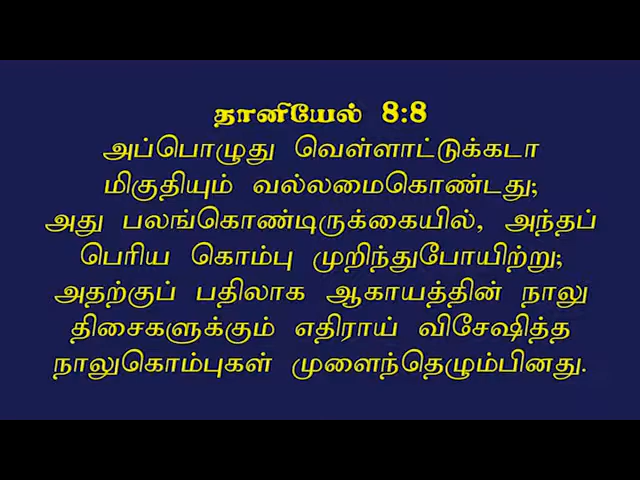 தானியேல் 8:8
அப்பொழுது வெள்ளாட்டுக்கடா
மிகுதியும் வல்லமைகொண்டது;
அது பலங்கொண்டிருக்கையில், அந்தப்
பெரிய கொம்பு முறிந்துபோயிற்று;
அதற்குப் பதிலாக ஆகாயத்தின் நாலு
திசைகளுக்கும் எதிராய் விசேஷித்த
நாலுகொம்புகள் முளைந்தெழும்பினது.